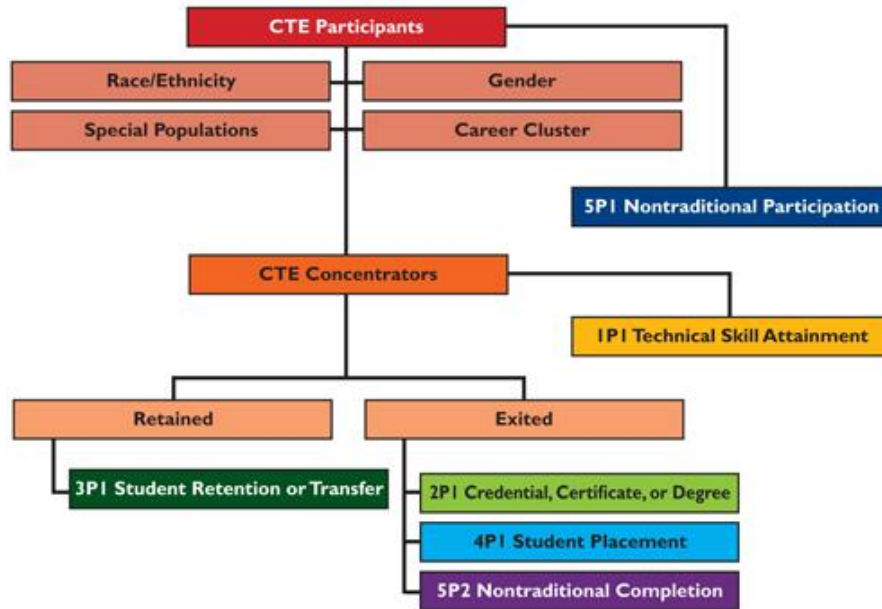 CTE Participants
Race/Ethnicity
Gender
Special Populations
Career Cluster
5P1 Nontraditional Participation
CTE Concentrators
1P1 Technical Skill Attainment
Retained
Exited
3P1 Student Retention or Transfer
2P1 Credential, Certificate, or Degree
4P1 Student Placement
5P2 Nontraditional Completion